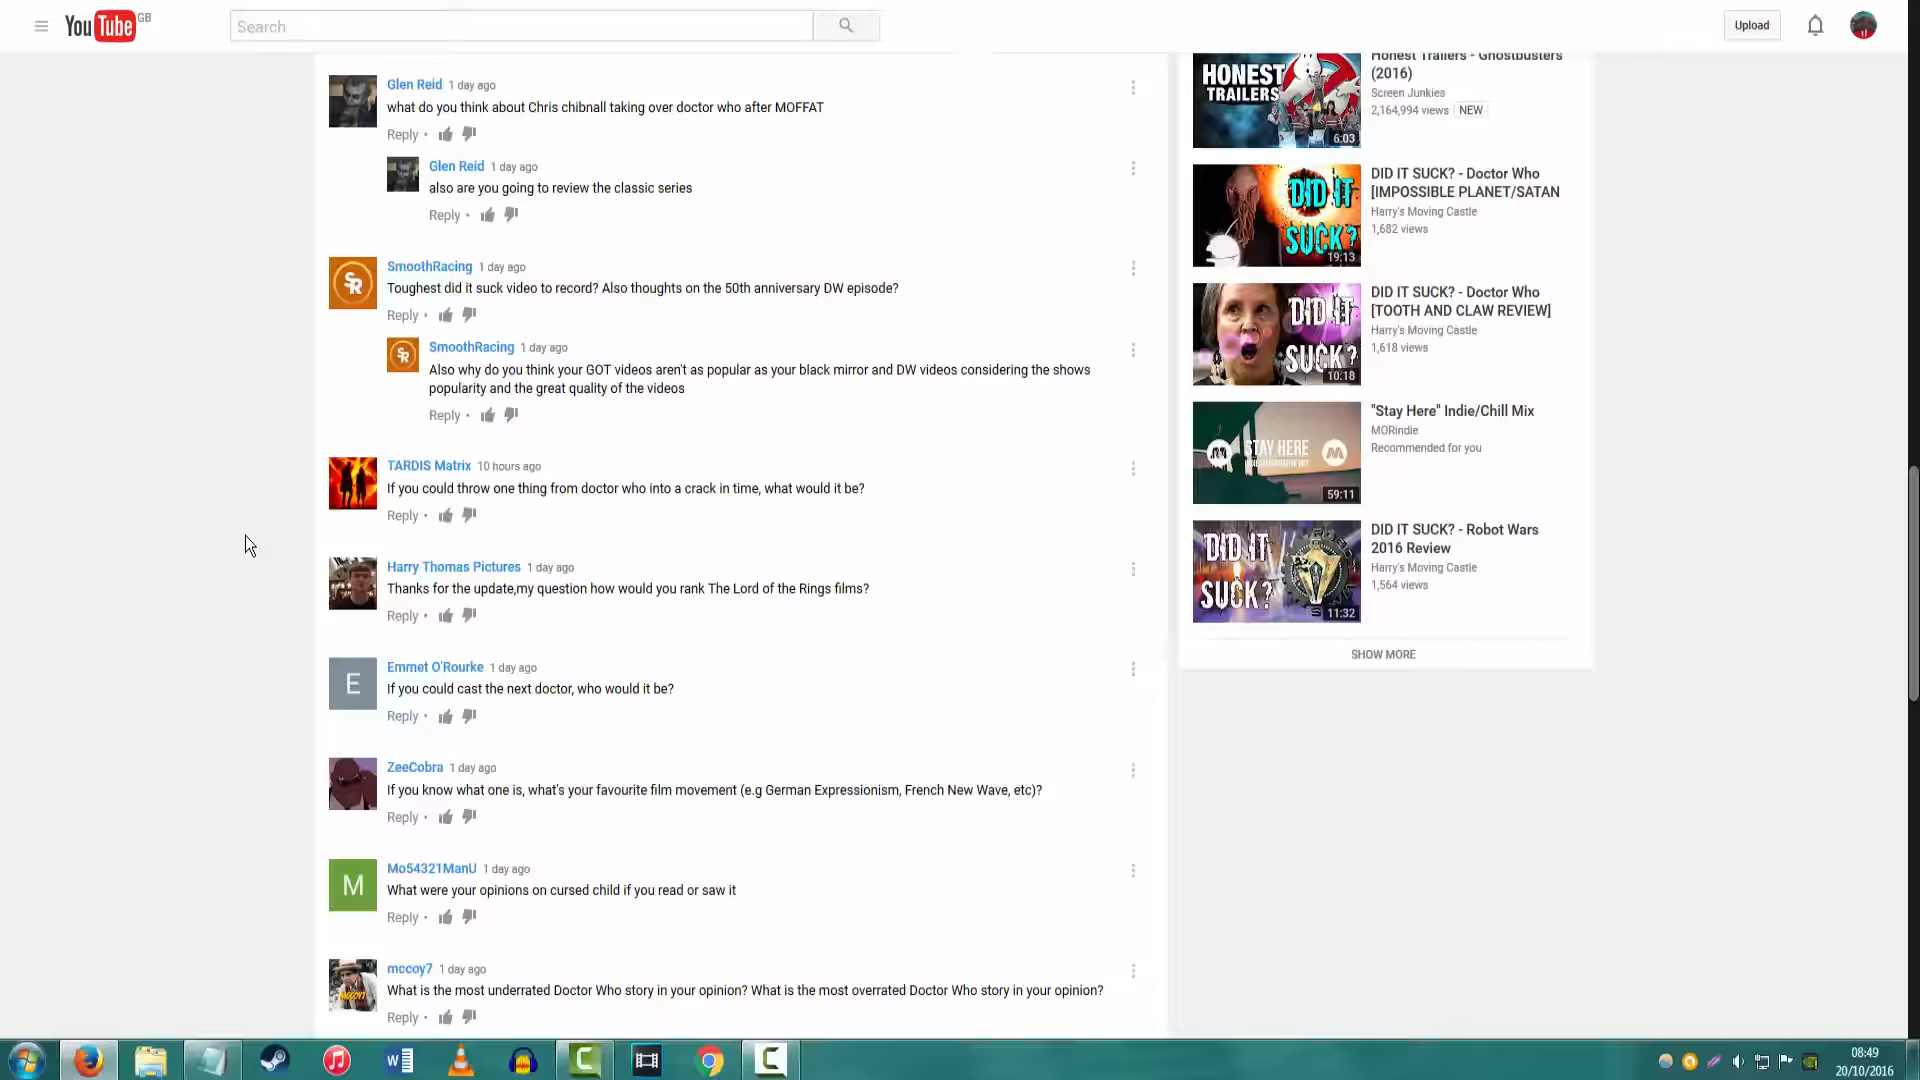 YouTube GB
Search
Upload
Glen Reid 1 day ago
what do you think about Chris chibnall taking over doctor who after MOFFAT
Reply •
Glen Reid 1 day ago
also are you going to review the classic series
Reply •
SmoothRacing 1 day ago
Toughest did it suck video to record? Also thoughts on the 50th anniversary DW episode?
Reply •
SmoothRacing 1 day ago
Also why do you think your GOT videos aren't as popular as your black mirror and DW videos considering the shows
popularity and the great quality of the videos
Reply •
TARDIS Matrix 10 hours ago
If you could throw one thing from doctor who into a crack in time, what would it be?
Reply •
Harry Thomas Pictures 1 day ago
Thanks for the update,my question how would you rank The Lord of the Rings films?
Reply •
E
Emmet O'Rourke 1 day ago
If you could cast the next doctor, who would it be?
Reply •
ZeeCobra 1 day ago
If you know what one is, what's your favourite film movement (e.g German Expressionism, French New Wave, etc)?
Reply •
M
Mo54321ManU 1 day ago
What were your opinions on cursed child if you read or saw it
Reply •
mccoy7 1 day ago
What is the most underrated Doctor Who story in your opinion? What is the most overrated Doctor Who story in your opinion?
Reply •
HONEST
TRAILERS
6:03
Honest Trailers - Ghostbusters
(2016)
Screen Junkies
2,164,994 views NEW
DID IT
SUCK?
19:13
DID IT SUCK? - Doctor Who
[IMPOSSIBLE PLANET/SATAN
Harry's Moving Castle
1,682 views
DID IT
SUCK?
10:18
DID IT SUCK? - Doctor Who
[TOOTH AND CLAW REVIEW]
Harry's Moving Castle
1,618 views
STAY HERE
59:11
"Stay Here" Indie/Chill Mix
MORindie
Recommended for you
DID IT
SUCK?
11:32
DID IT SUCK? - Robot Wars
2016 Review
Harry's Moving Castle
1,564 views
SHOW MORE
08:49
20/10/2016